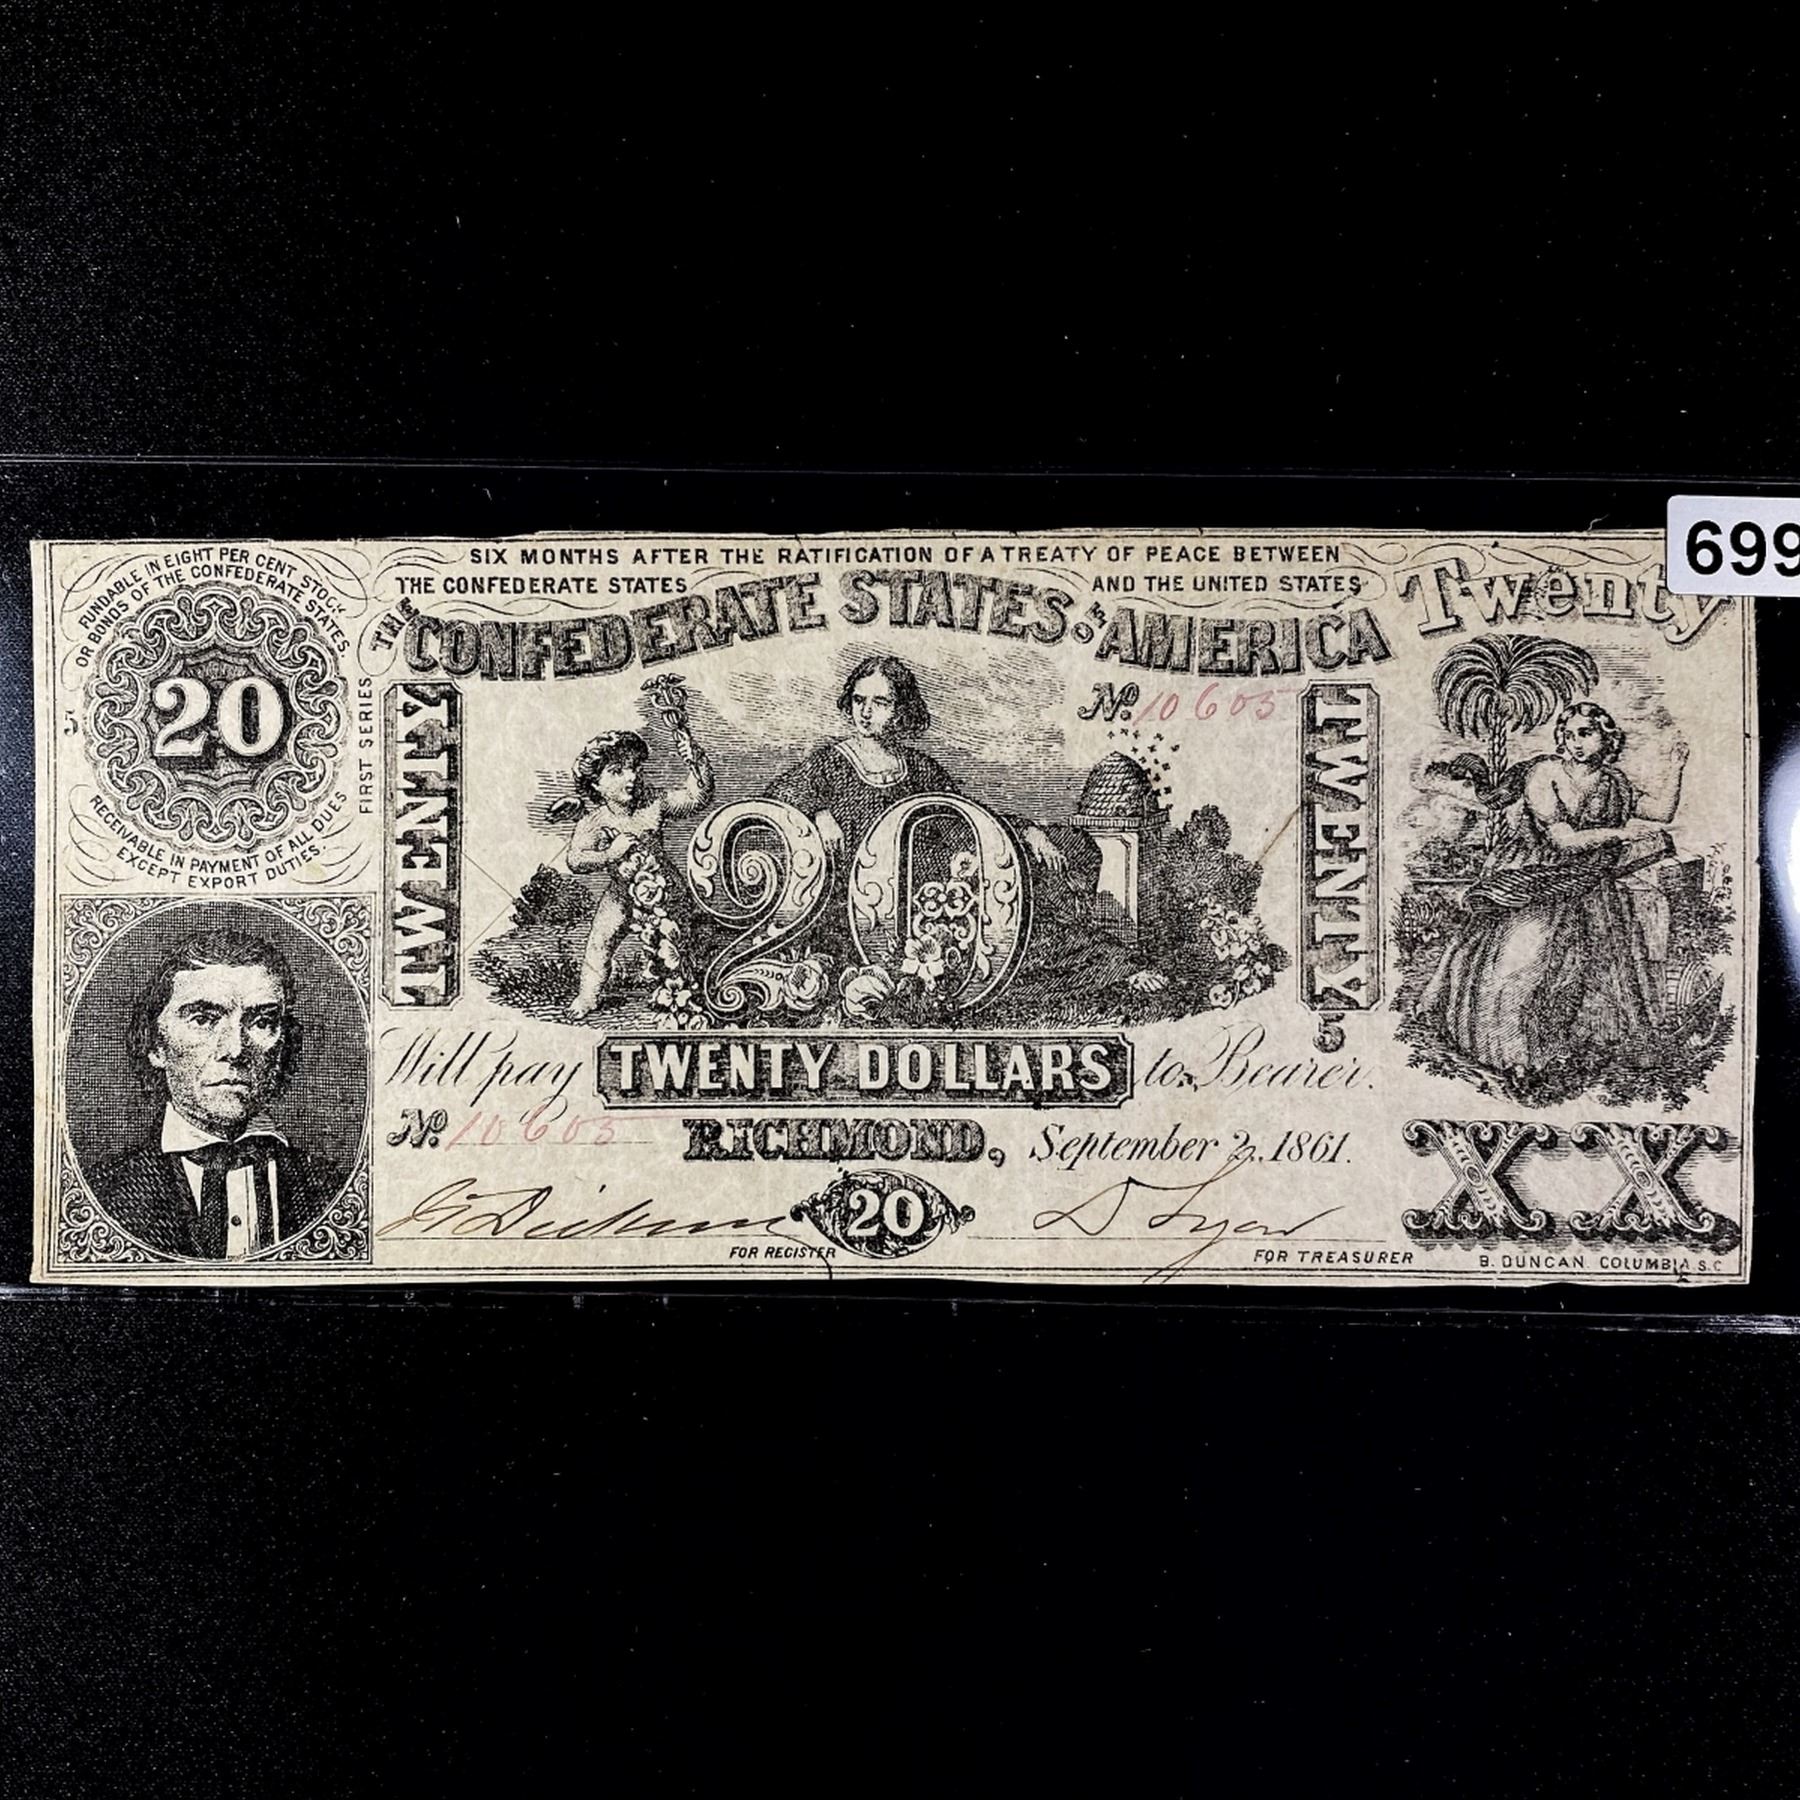 699
FUNDABLE IN EIGHT PER CENT STOCK
OR BONDS OF THE CONFEDERATE STATES.
20
RECEIVABLE IN PAYMENT OF ALL DUES
EXCEPT EXPORT DUTIES.
5
FIRST SERIES
SIX MONTHS AFTER THE RATIFICATION OF A TREATY OF PEACE BETWEEN
THE CONFEDERATE STATES AND THE UNITED STATES
THE CONFEDERATE STATES OF AMERICA
Twenty
No. 10605
TWENTY
20
TWENTY
5
Will pay TWENTY DOLLARS to Bearer.
No. 10605 RICHMOND, September 2, 1861.
20
FOR REGISTER
FOR TREASURER
XX
B. DUNCAN. COLUMBIA S.C